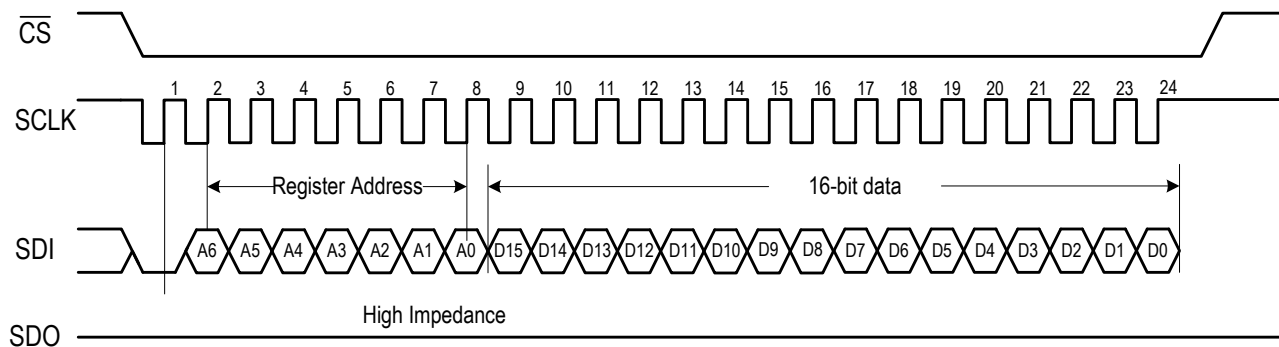 CS
1 2 3 4 5 6 7 8 9 10 11 12 13 14 15 16 17 18 19 20 21 22 23 24
SCLK
Register Address 16-bit data
SDI A6 A5 A4 A3 A2 A1 A0 D15 D14 D13 D12 D11 D10 D9 D8 D7 D6 D5 D4 D3 D2 D1 D0
High Impedance
SDO